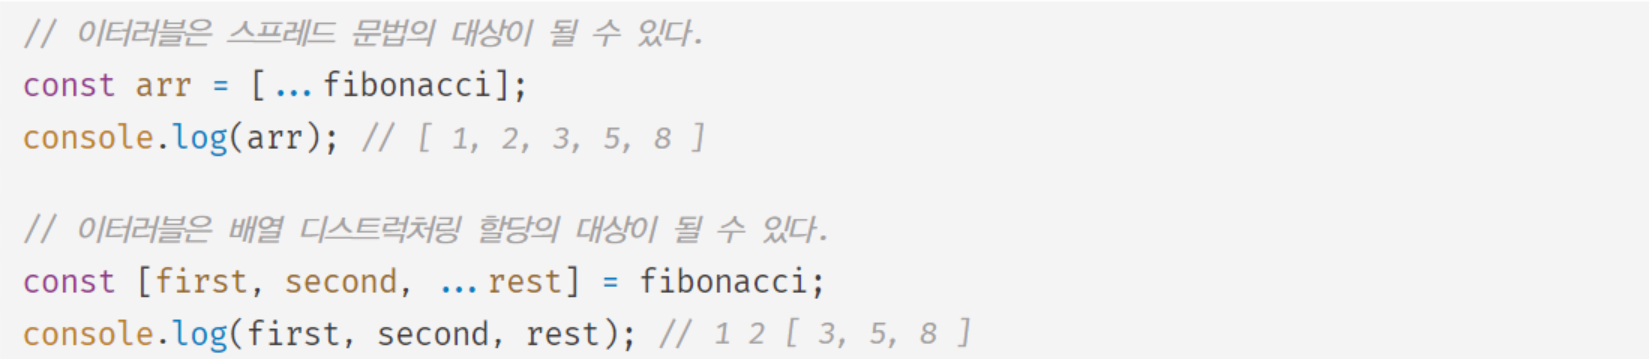 // 이터러블은 스프레드 문법의 대상이 될 수 있다.
const arr = [...fibonacci];
console.log(arr); // [ 1, 2, 3, 5, 8 ]
// 이터러블은 배열 디스트럭처링 할당의 대상이 될 수 있다.
const [first, second, ...rest] = fibonacci;
console.log(first, second, rest); // 1 2 [ 3, 5, 8 ]